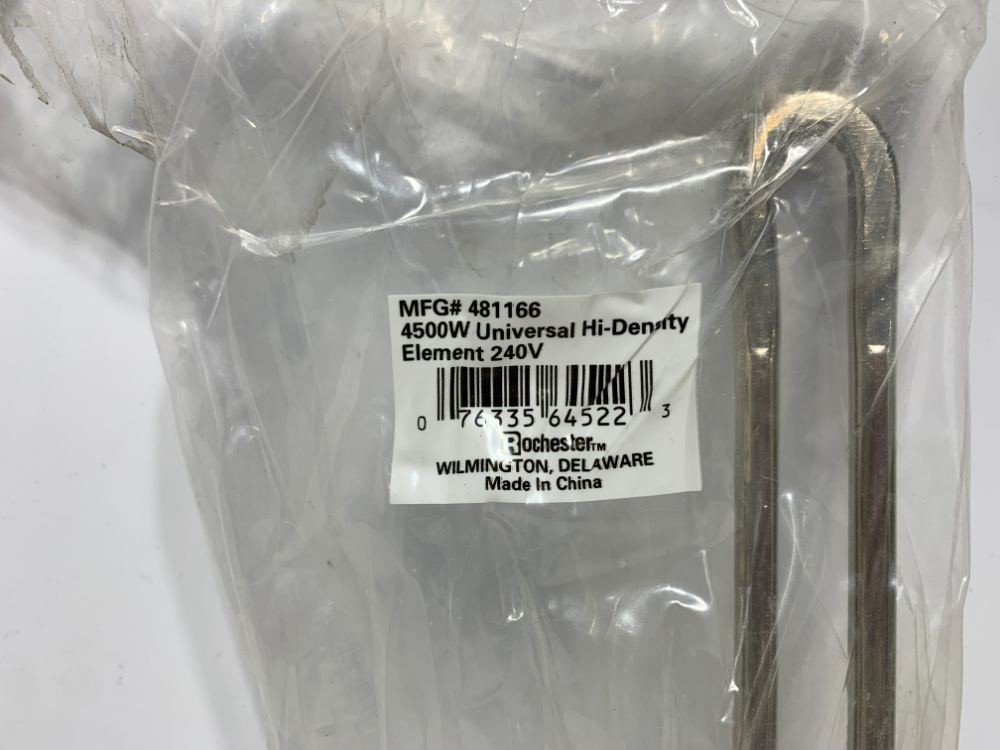 MFG# 481166
4500W Universal Hi-Density
Element 240V
0 76335 64522 3
Rochester™
WILMINGTON, DELAWARE
Made In China